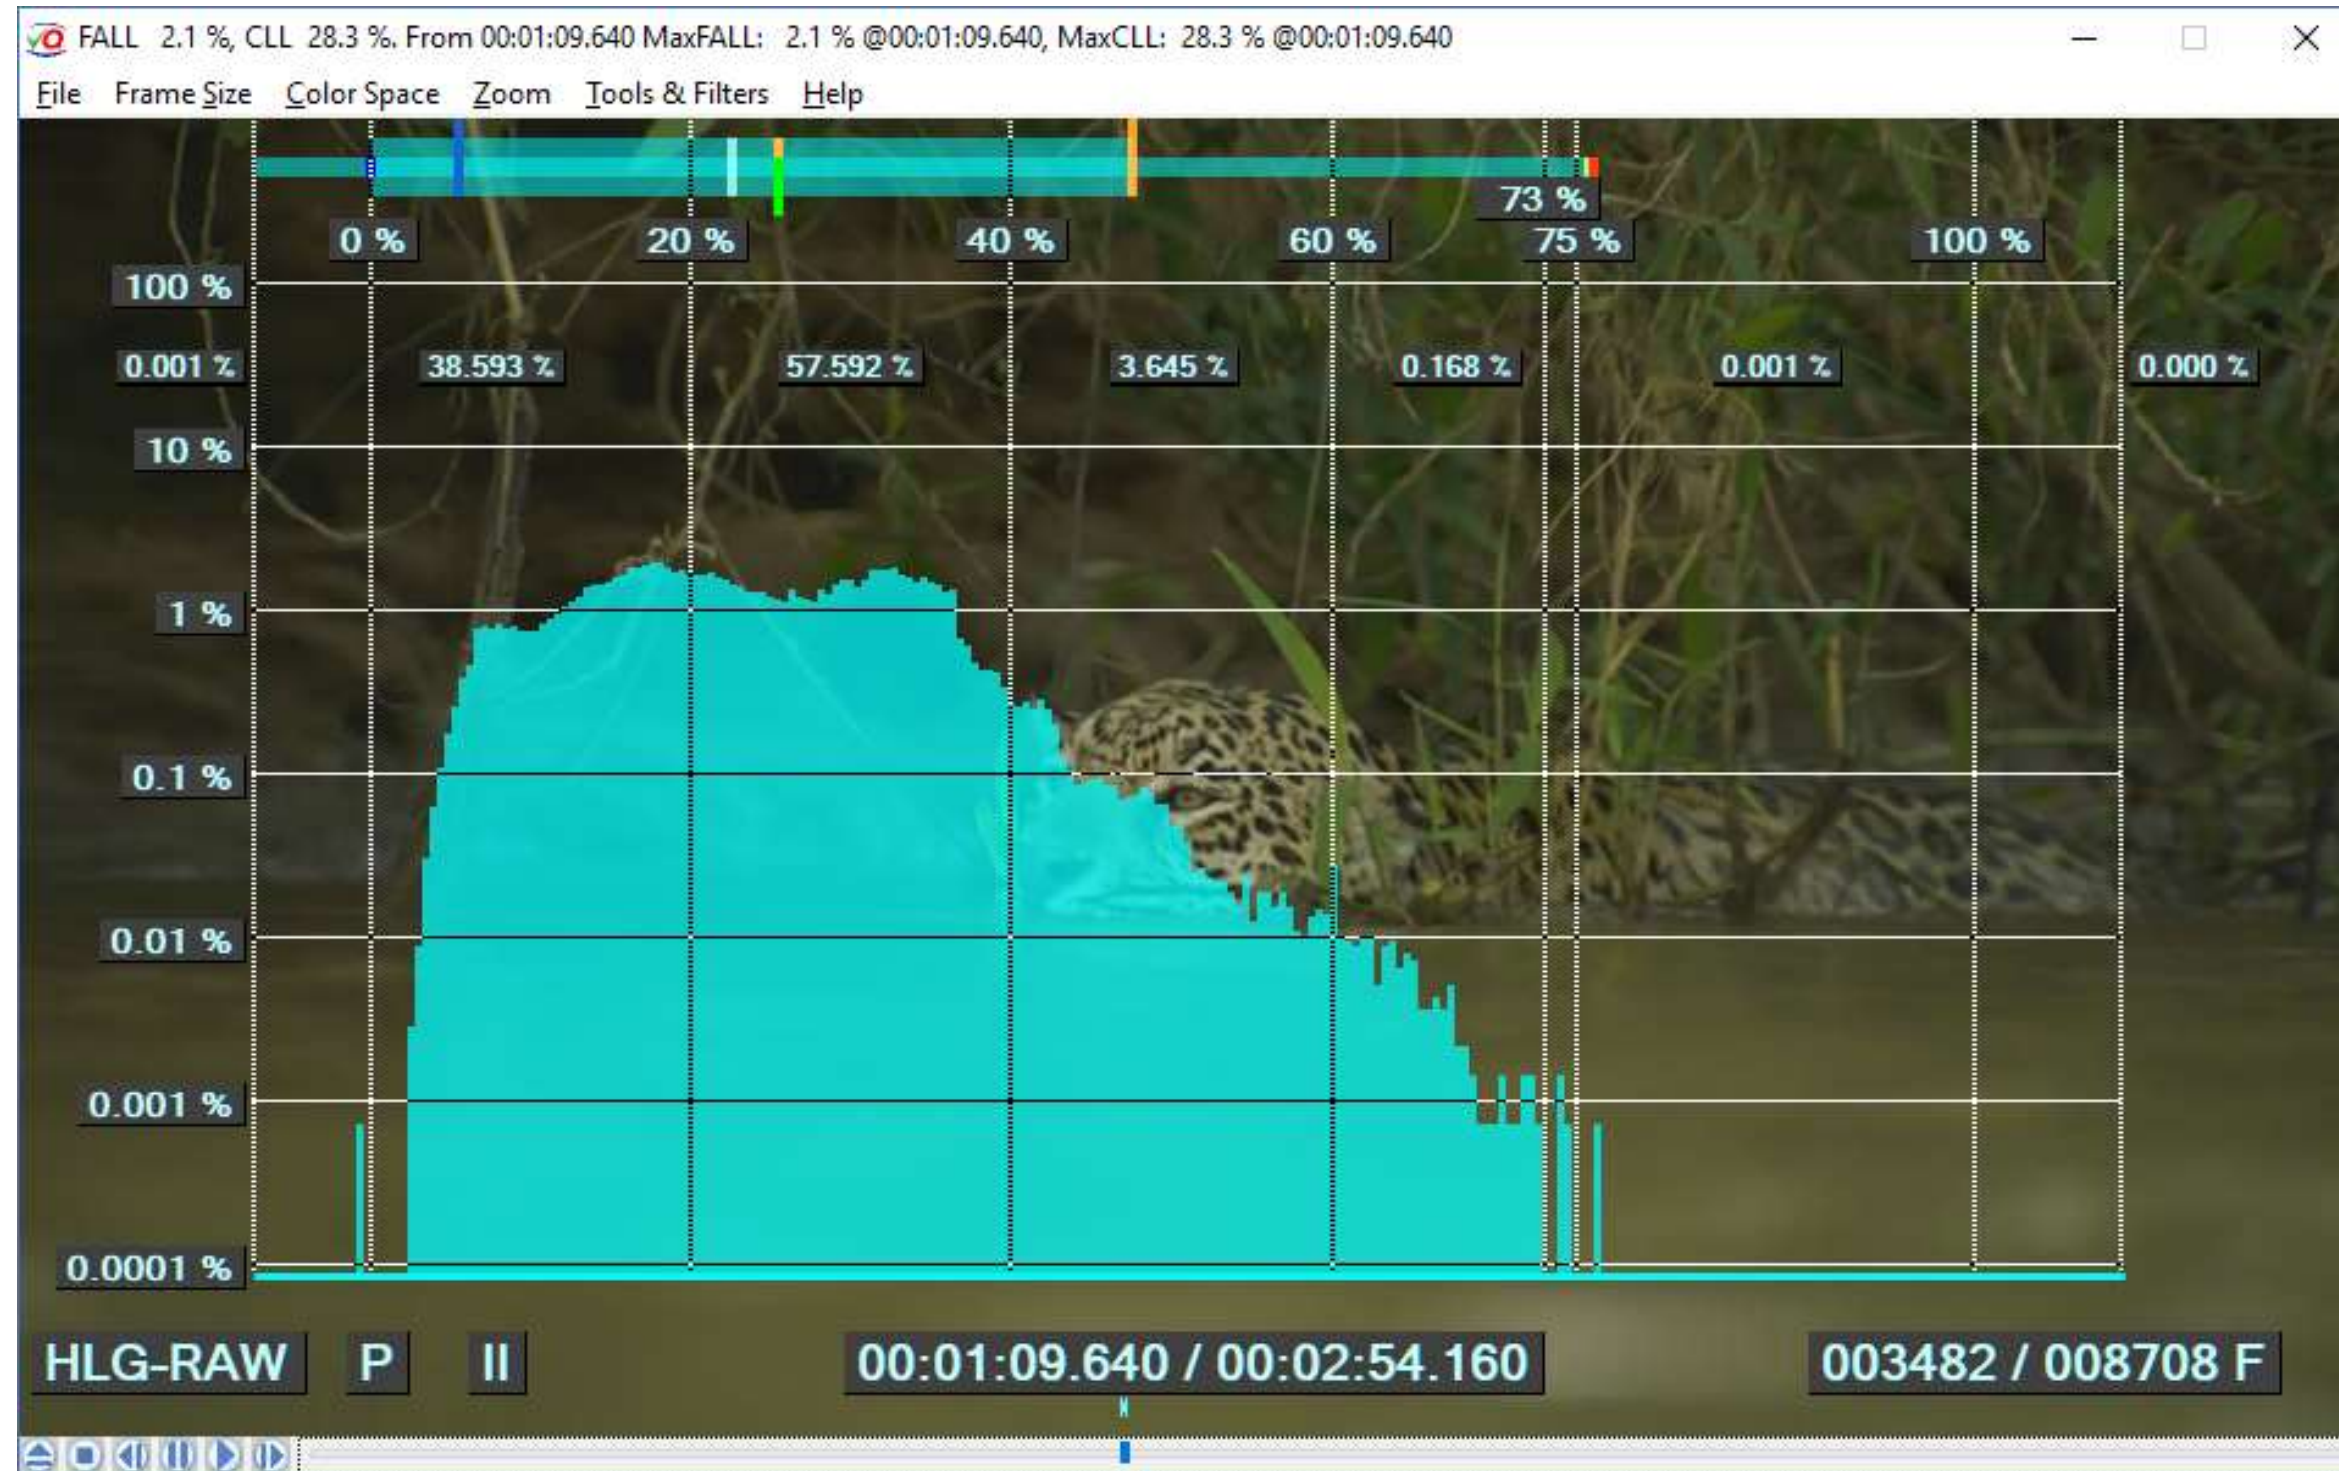 FALL 2.1 %, CLL 28.3 %. From 00:01:09.640 MaxFALL: 2.1 % @00:01:09.640, MaxCLL: 28.3 % @00:01:09.640
File Frame Size Color Space Zoom Tools & Filters Help
73 %
0 % 20 % 40 % 60 % 75 % 100 %
100 %
0.001 % 38.593 % 57.592 % 3.645 % 0.168 % 0.001 % 0.000 %
10 %
1 %
0.1 %
0.01 %
0.001 %
0.0001 %
HLG-RAW P II 00:01:09.640 / 00:02:54.160 003482 / 008708 F